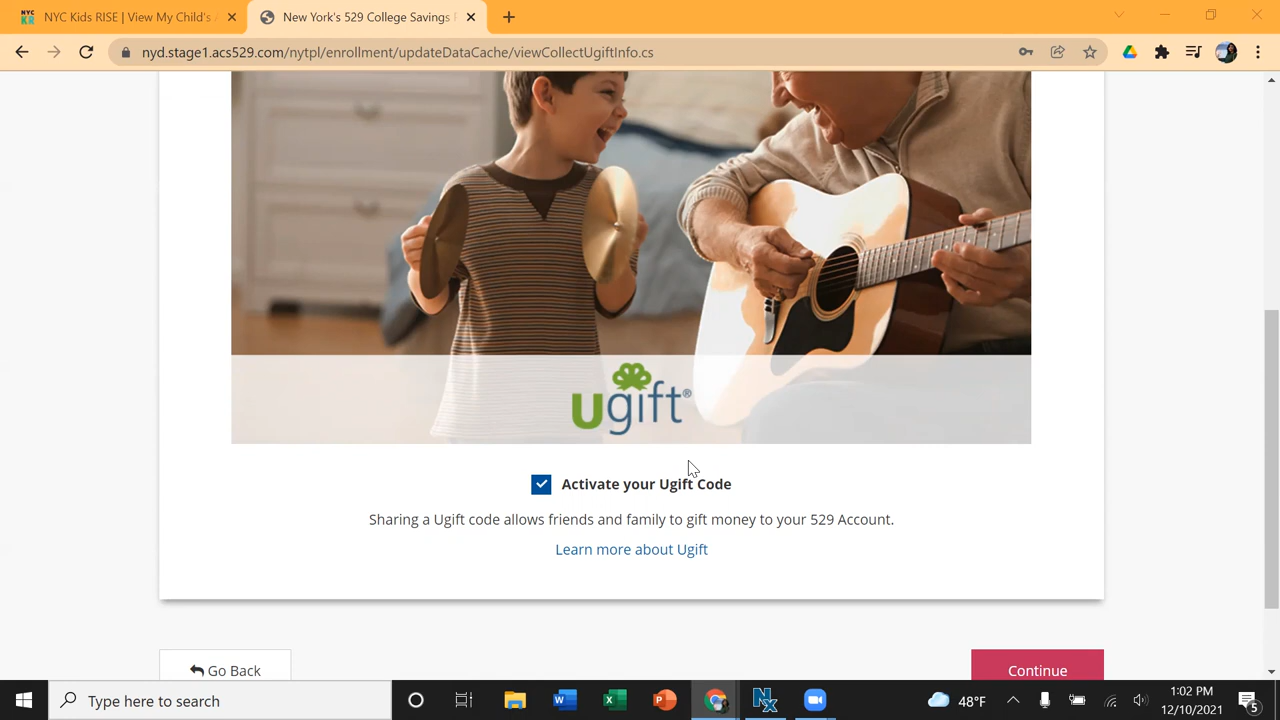 NYC Kids RISE | View My Child's
New York's 529 College Savings
nyd.stage1.acs529.com/nytpl/enrollment/updateDataCache/viewCollectUgiftInfo.cs
ugift®
Activate your Ugift Code
Sharing a Ugift code allows friends and family to gift money to your 529 Account.
Learn more about Ugift
Go Back
Continue
Type here to search
48°F
1:02 PM
12/10/2021
5